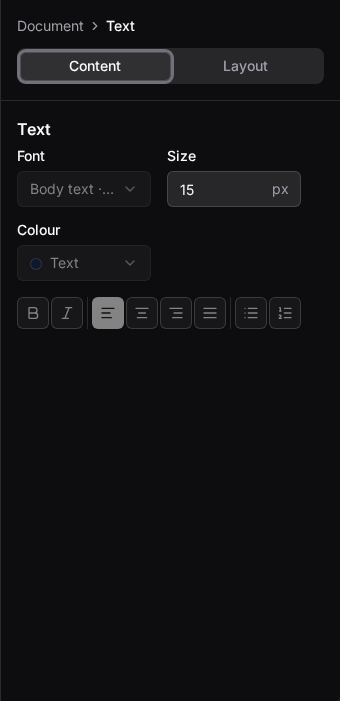 Document > Text
Content Layout
Text
Font Size
Body text ·... 15 px
Colour
Text
B I